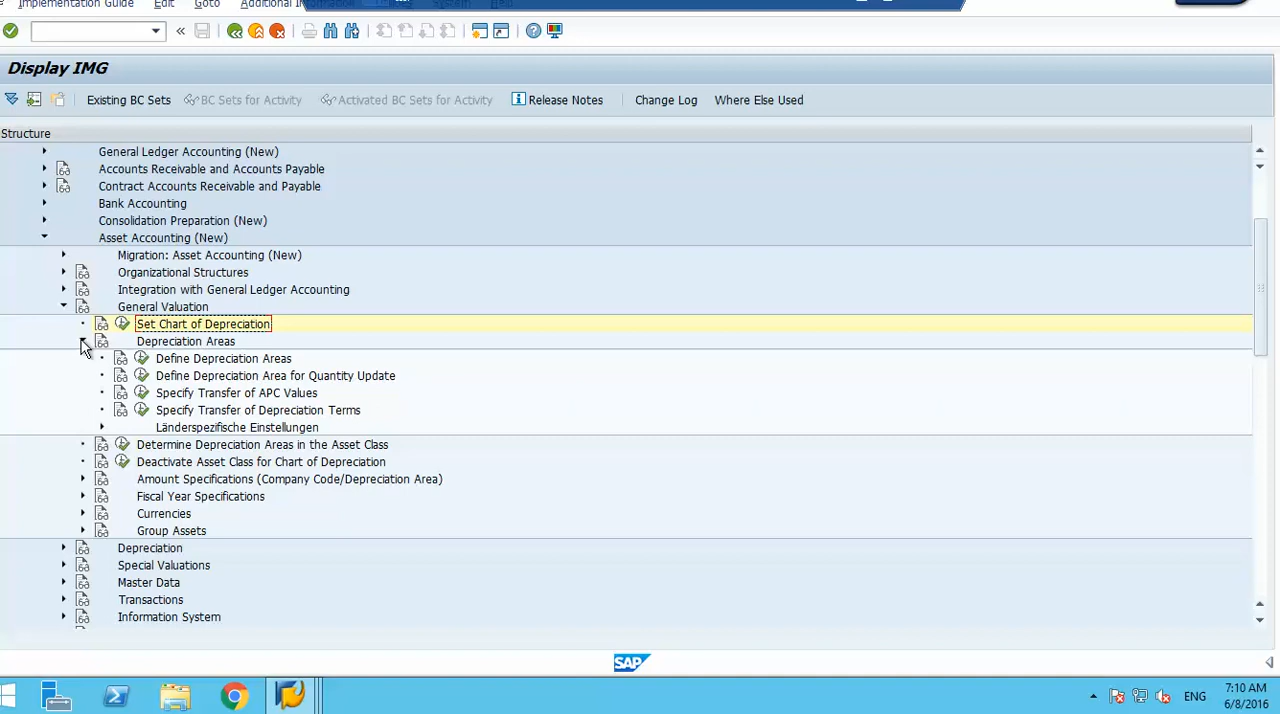 Implementation Guide Edit Goto Additional Information System Help
Display IMG
Existing BC Sets BC Sets for Activity Activated BC Sets for Activity Release Notes Change Log Where Else Used
Structure
General Ledger Accounting (New)
Accounts Receivable and Accounts Payable
Contract Accounts Receivable and Payable
Bank Accounting
Consolidation Preparation (New)
Asset Accounting (New)
Migration: Asset Accounting (New)
Organizational Structures
Integration with General Ledger Accounting
General Valuation
Set Chart of Depreciation
Depreciation Areas
Define Depreciation Areas
Define Depreciation Area for Quantity Update
Specify Transfer of APC Values
Specify Transfer of Depreciation Terms
Länderspezifische Einstellungen
Determine Depreciation Areas in the Asset Class
Deactivate Asset Class for Chart of Depreciation
Amount Specifications (Company Code/Depreciation Area)
Fiscal Year Specifications
Currencies
Group Assets
Depreciation
Special Valuations
Master Data
Transactions
Information System
SAP
ENG
7:10 AM
6/8/2016